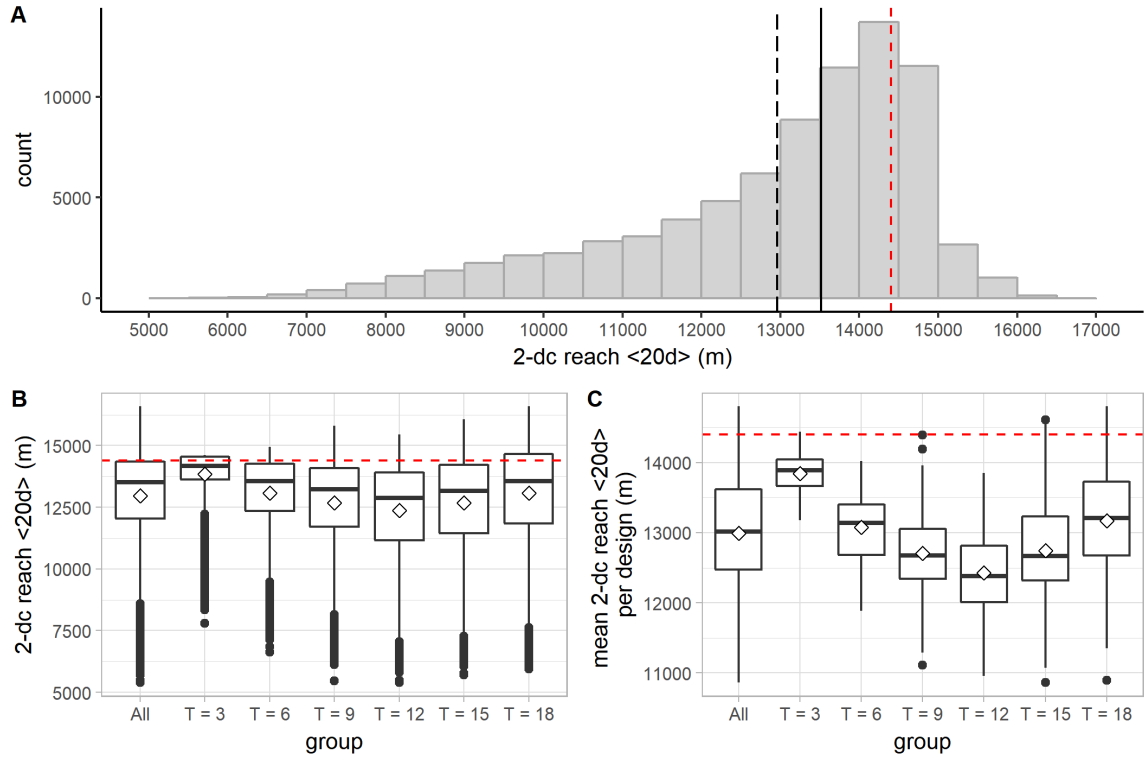 A
count
10000
5000
0
5000 6000 7000 8000 9000 10000 11000 12000 13000 14000 15000 16000 17000
2-dc reach <20d> (m)
B
2-dc reach <20d> (m)
15000
12500
10000
7500
5000
All T = 3 T = 6 T = 9 T = 12 T = 15 T = 18
group
C
mean 2-dc reach <20d>
per design (m)
14000
13000
12000
11000
All T = 3 T = 6 T = 9 T = 12 T = 15 T = 18
group